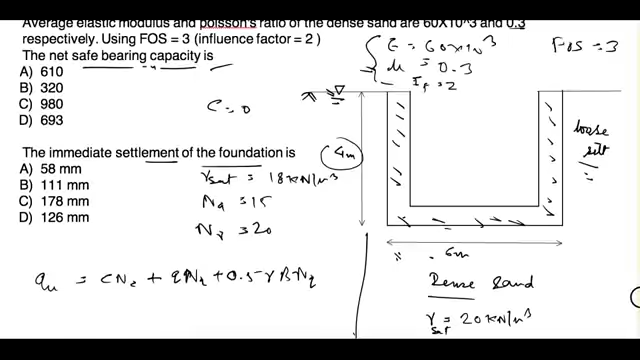 Average elastic modulus and poisson's ratio of the dense sand are 60X10^3 and 0.3
respectively. Using FOS = 3 (influence factor = 2 )
The net safe bearing capacity is
A) 610
B) 320
C) 980
D) 693
C = 0
E = 60×10^3
μ = 0.3
I_f = 2
FOS = 3
4m
loose
silt
The immediate settlement of the foundation is
A) 58 mm
B) 111 mm
C) 178 mm
D) 126 mm
γsat = 18 kN/m³
Nq = 15
Nγ = 20
6m
Dense Sand
γsat = 20 kN/m³
qu = CNc + qNq + 0.5 γ B Nq